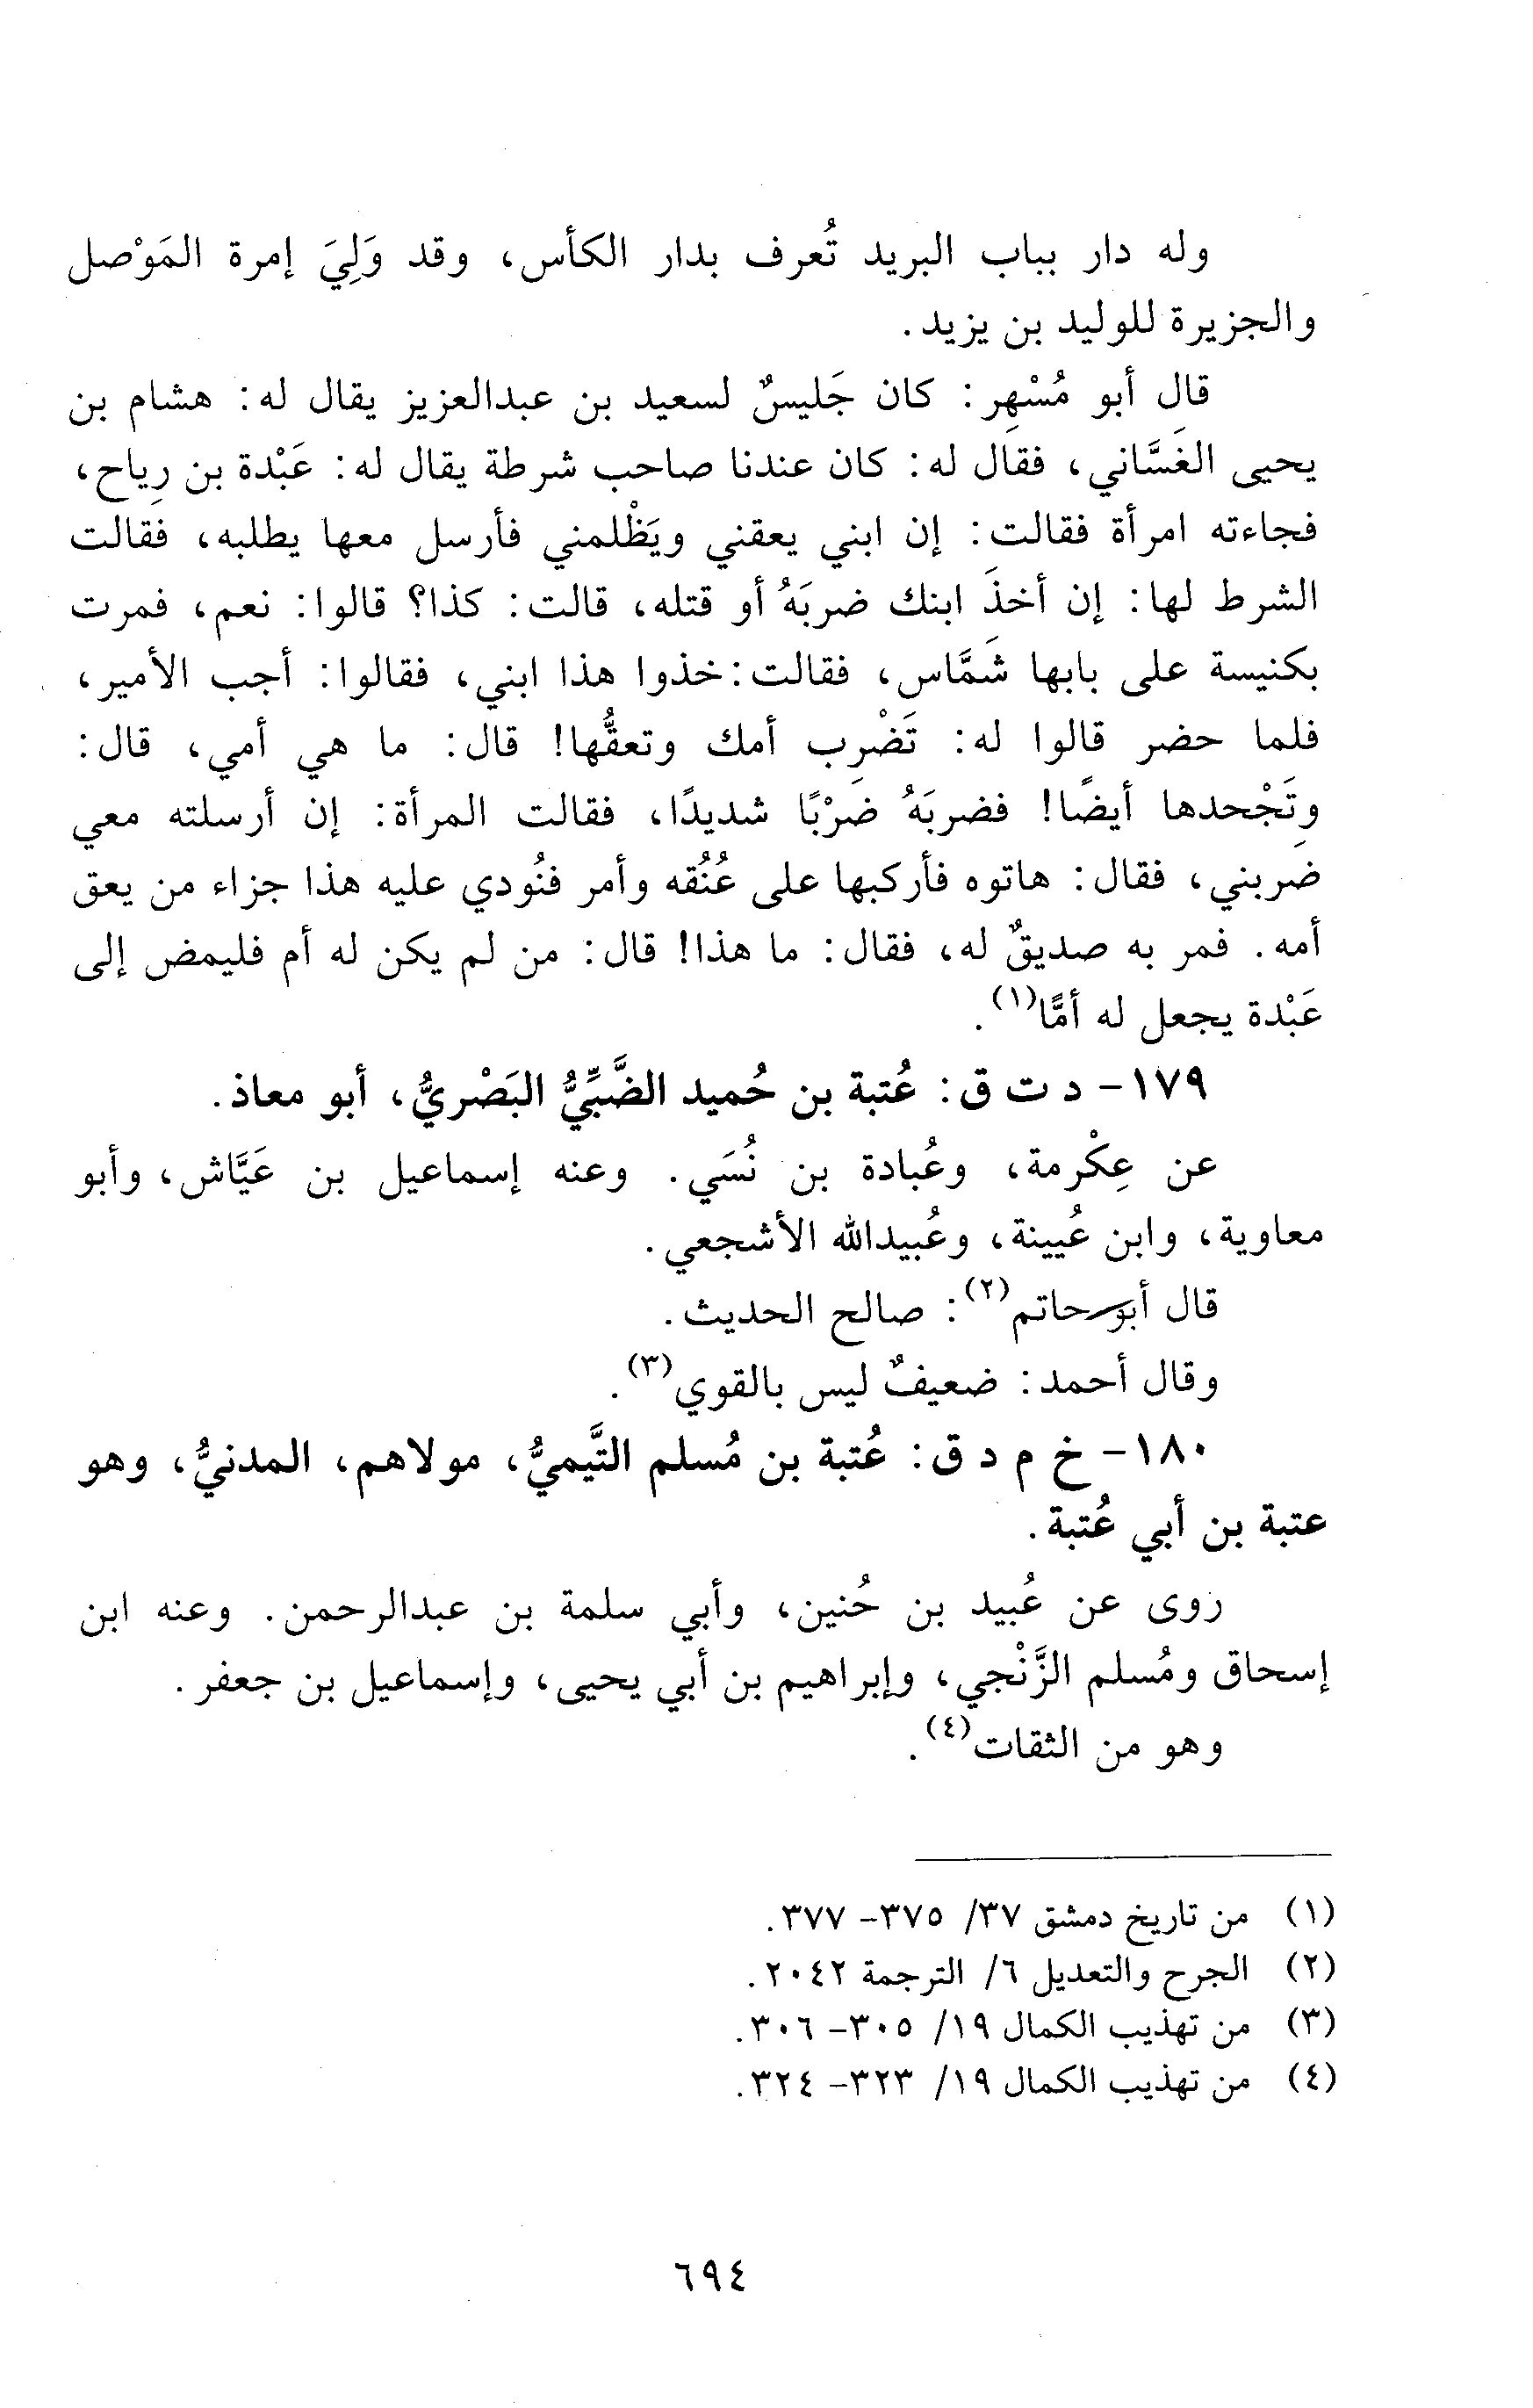 وله دار بباب البريد تُعرف بدار الكأس، وقد وَلِيَ إمرة المَوْصل
والجزيرة للوليد بن يزيد.
قال أبو مُسْهِر: كان جَليسٌ لسعيد بن عبدالعزيز يقال له: هشام بن
يحيى الغَسَّاني، فقال له: كان عندنا صاحب شرطة يقال له: عَبْدة بن رِياح،
فجاءته امرأة فقالت: إن ابني يعقني ويَظْلمني فأرسل معها يطلبه، فقالت
الشرط لها: إن أخذَ ابنك ضربَهُ أو قتله، قالت: كذا؟ قالوا: نعم، فمرت
بكنيسة على بابها شَمَّاس، فقالت: خذوا هذا ابني، فقالوا: أجب الأمير،
فلما حضر قالوا له: تَضْرِب أمك وتعقُّها! قال: ما هي أمي، قال:
وتَجْحدها أيضًا! فضربَهُ ضَرْبًا شديدًا، فقالت المرأة: إن أرسلته معي
ضربني، فقال: هاتوه فأركبها على عُنُقه وأمر فنُودي عليه هذا جزاء من يعق
أمه. فمر به صديقٌ له، فقال: ما هذا! قال: من لم يكن له أم فليمض إلى
عَبْدة يجعل له أمًّا(١).
١٧٩- د ت ق: عُتبة بن حُميد الضَّبِّيُّ البَصْريُّ، أبو معاذ.
عن عِكْرمة، وعُبادة بن نُسَي. وعنه إسماعيل بن عَيَّاش، وأبو
معاوية، وابن عُيينة، وعُبيدالله الأشجعي.
قال أبو حاتم(٢): صالح الحديث.
وقال أحمد: ضعيفٌ ليس بالقوي(٣).
١٨٠- خ م د ق: عُتبة بن مُسلم التَّيميُّ، مولاهم، المدنيُّ، وهو
عتبة بن أبي عُتبة.
روى عن عُبيد بن حُنين، وأبي سلمة بن عبدالرحمن. وعنه ابن
إسحاق ومُسلم الزَّنْجي، وإبراهيم بن أبي يحيى، وإسماعيل بن جعفر.
وهو من الثقات(٤).
(١) من تاريخ دمشق ٣٧/ ٣٧٥- ٣٧٧.
(٢) الجرح والتعديل ٦/ الترجمة ٢٠٤٢.
(٣) من تهذيب الكمال ١٩/ ٣٠٥- ٣٠٦.
(٤) من تهذيب الكمال ١٩/ ٣٢٣- ٣٢٤.
٦٩٤